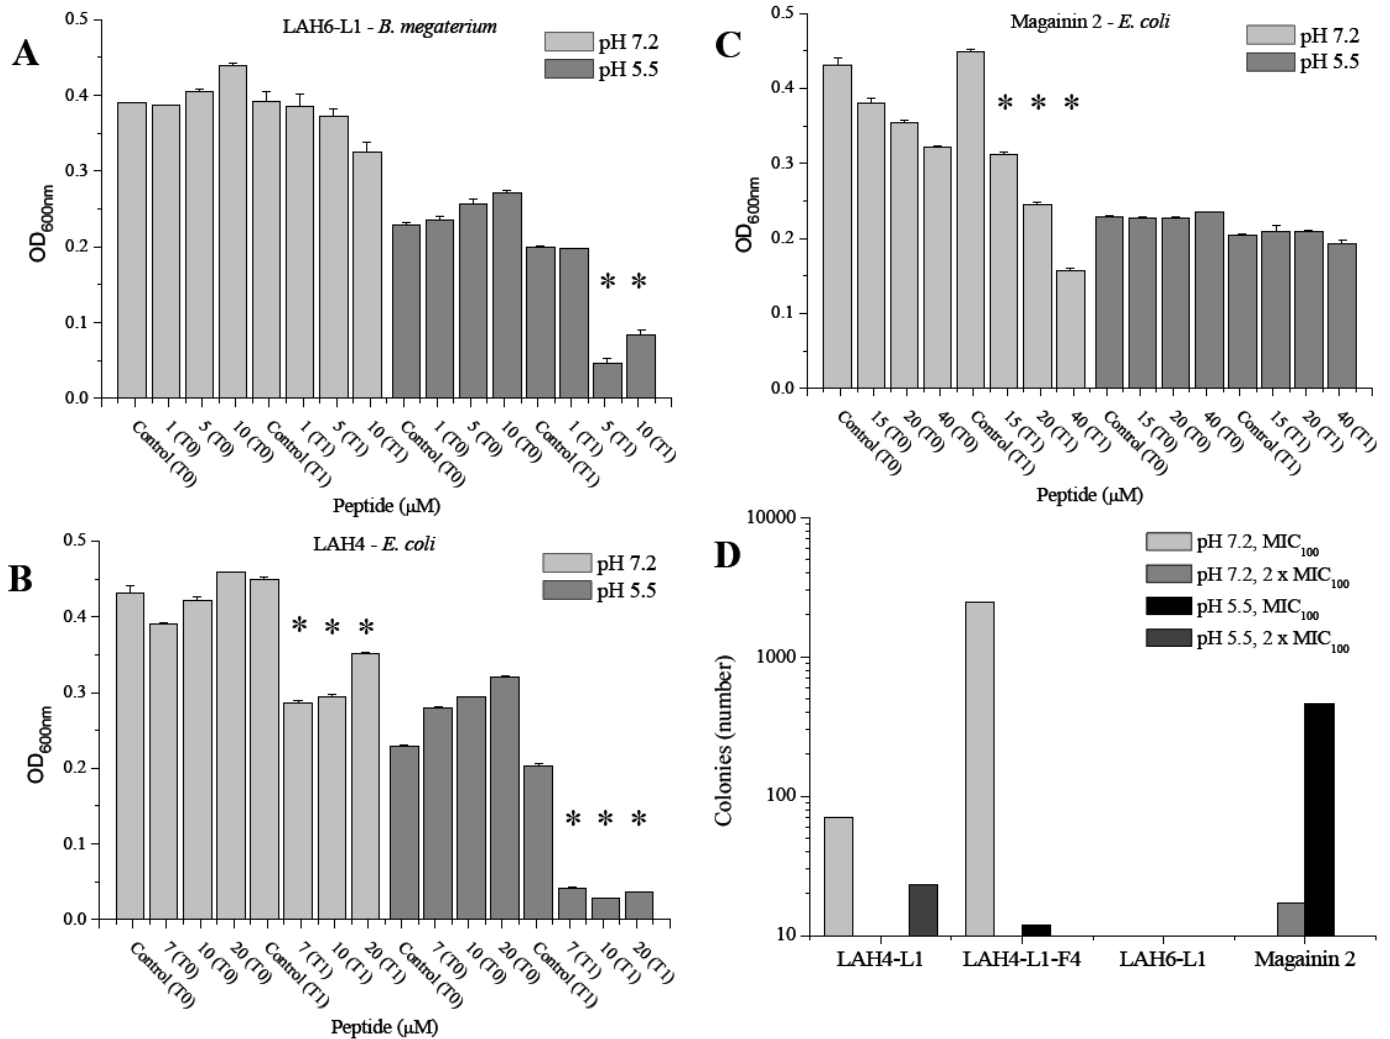 A
LAH6-L1 - B. megaterium
pH 7.2
pH 5.5
OD600nm
0.5
0.4
0.3
0.2
0.1
0.0
* *
Control (T0)
1 (T0)
5 (T0)
10 (T0)
Control (T1)
1 (T1)
5 (T1)
10 (T1)
Control (T0)
1 (T0)
5 (T0)
10 (T0)
Control (T1)
1 (T1)
5 (T1)
10 (T1)
Peptide (μM)
B
LAH4 - E. coli
pH 7.2
pH 5.5
OD600nm
0.5
0.4
0.3
0.2
0.1
0.0
* * *
* * *
Control (T0)
7 (T0)
10 (T0)
20 (T0)
Control (T1)
7 (T1)
10 (T1)
20 (T1)
Control (T0)
7 (T0)
10 (T0)
20 (T0)
Control (T1)
7 (T1)
10 (T1)
20 (T1)
Peptide (μM)
C
Magainin 2 - E. coli
pH 7.2
pH 5.5
OD600nm
0.5
0.4
0.3
0.2
0.1
0.0
* * *
Control (T0)
15 (T0)
20 (T0)
40 (T0)
Control (T1)
15 (T1)
20 (T1)
40 (T1)
Control (T0)
15 (T0)
20 (T0)
40 (T0)
Control (T1)
15 (T1)
20 (T1)
40 (T1)
Peptide (μM)
D
pH 7.2, MIC100
pH 7.2, 2 x MIC100
pH 5.5, MIC100
pH 5.5, 2 x MIC100
Colonies (number)
10000
1000
100
10
LAH4-L1
LAH4-L1-F4
LAH6-L1
Magainin 2